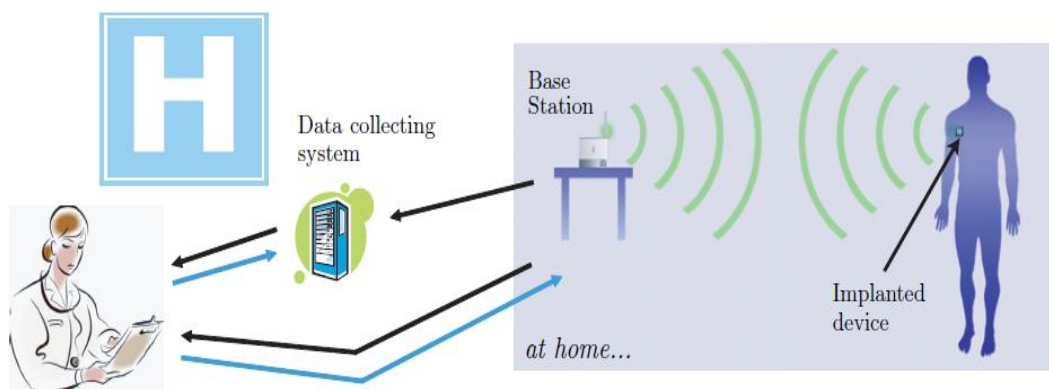 H
Data collecting
system
Base
Station
Implanted
device
at home...